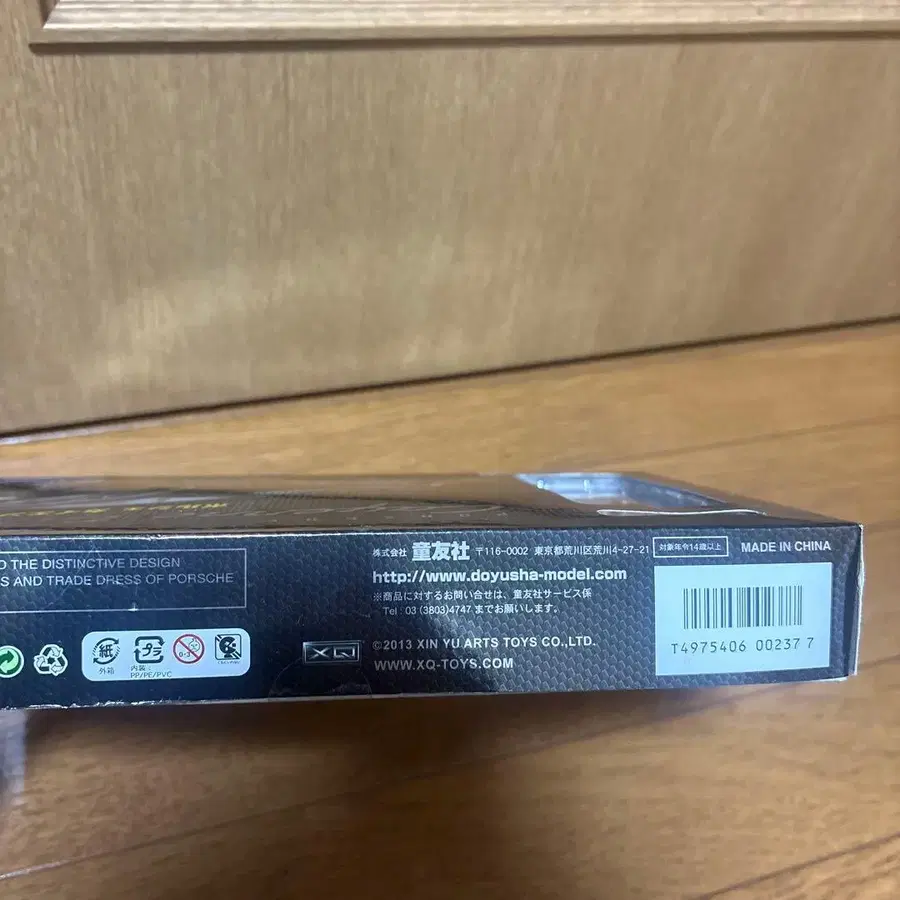 O THE DISTINCTIVE DESIGN
S AND TRADE DRESS OF PORSCHE
株式会社 童友社 〒116-0002 東京都荒川区荒川4-27-21
対象年令14歳以上
MADE IN CHINA
http://www.doyusha-model.com
※商品に対するお問い合せは、童友社サービス係
Tel: 03 (3803)4747 までお願いします。
紙
外箱
プラ
内装:
PP/PE/PVC
0-3
XQ
©2013 XIN YU ARTS TOYS CO.,LTD.
WWW.XQ-TOYS.COM
T4975406 00237 7